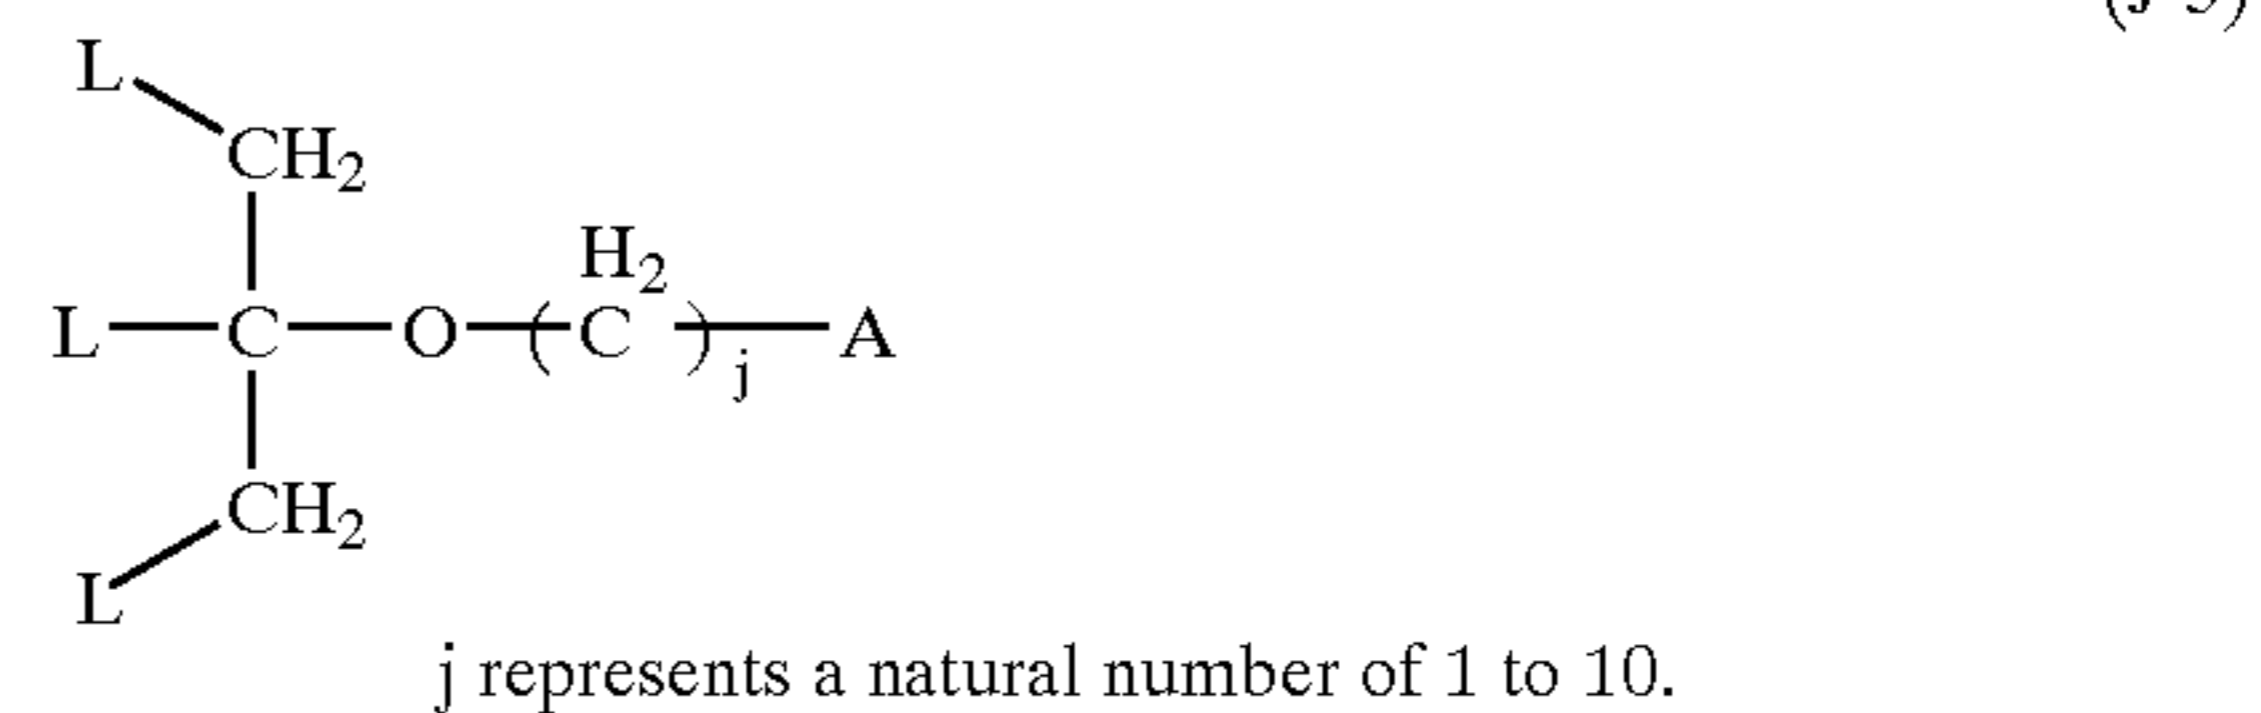 L
CH2
H2
L—C—O—(C)j—A
CH2
L
j represents a natural number of 1 to 10.